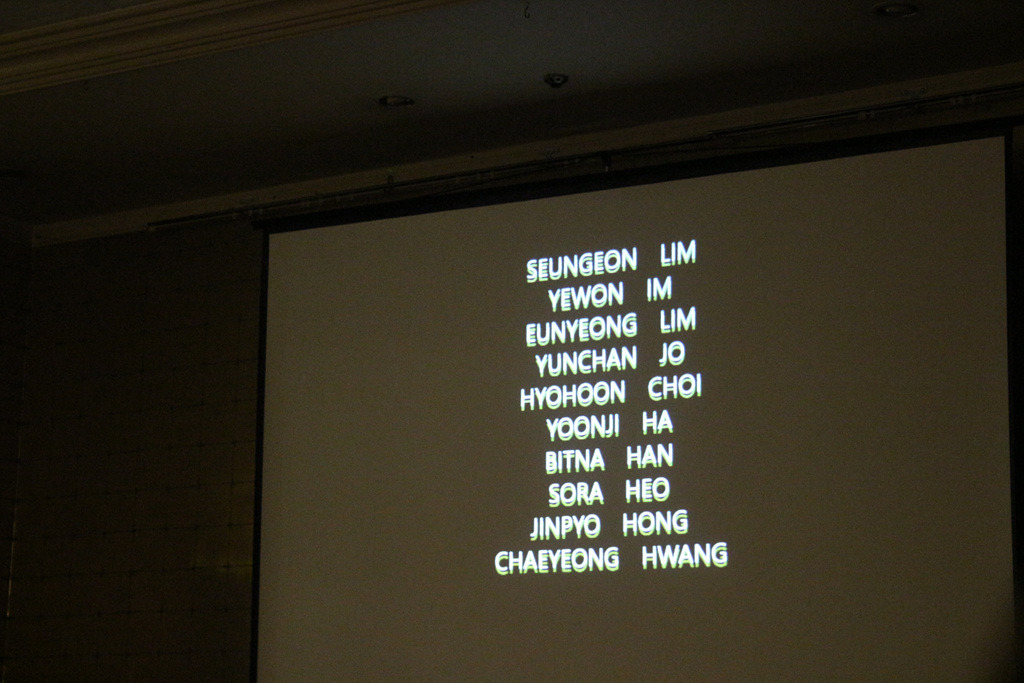 SEUNGEON LIM
YEWON IM
EUNYEONG LIM
YUNCHAN JO
HYOHOON CHOI
YOONJI HA
BITNA HAN
SORA HEO
JINPYO HONG
CHAEYEONG HWANG